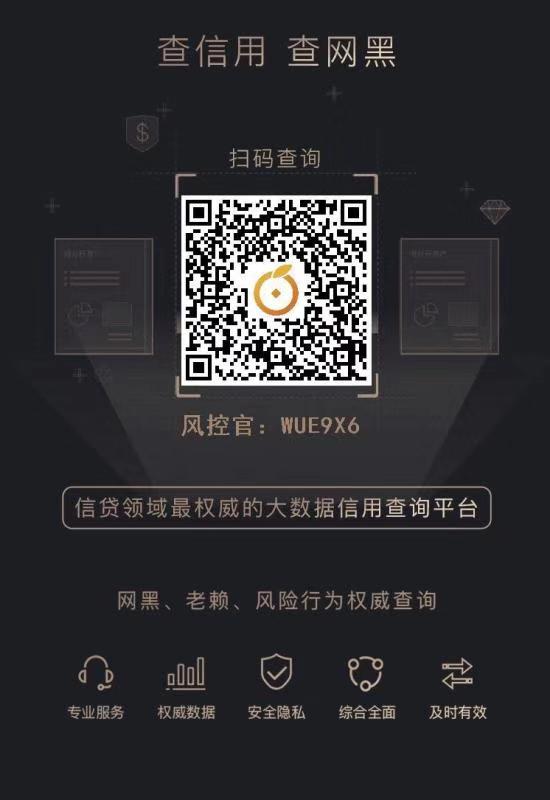 查信用 查网黑
扫码查询
风控官：WUE9X6
信贷领域最权威的大数据信用查询平台
网黑、老赖、风险行为权威查询
专业服务 权威数据 安全隐私 综合全面 及时有效